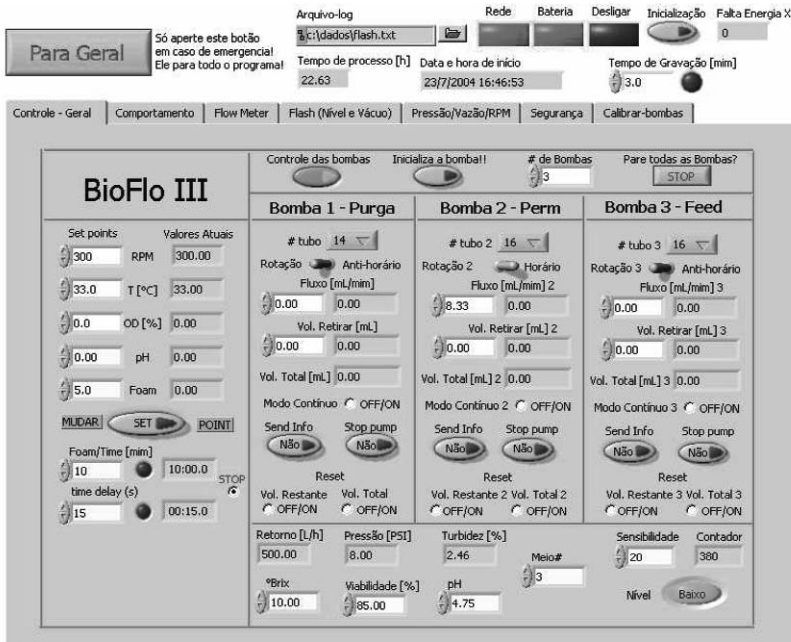 Para Geral
Só aperte este botão
em caso de emergencia!
Ele para todo o programa!
Arquivo-log
c:\dados\flash.txt
Rede Bateria Desligar Inicialização Falta Energia X
0
Tempo de processo [h] Data e hora de início Tempo de Gravação [mim]
22.63 23/7/2004 16:46:53 3.0
Controle - Geral Comportamento Flow Meter Flash (Nível e Vácuo) Pressão/Vazão/RPM Segurança Calibrar-bombas
BioFlo III
Set points Valores Atuais
300 RPM 300.00
33.0 T [ºC] 33.00
0.0 OD [%] 0.00
0.00 pH 0.00
5.0 Foam 0.00
MUDAR SET POINT
Foam/Time [mim]
10 10:00.0 STOP
time delay (s)
15 00:15.0
Controle das bombas Inicializa a bomba!! # de Bombas Pare todas as Bombas?
3 STOP
Bomba 1 - Purga
# tubo 14
Rotação Anti-horário
Fluxo [mL/mim]
0.00 0.00
Vol. Retirar [mL]
0.00 0.00
Vol. Total [mL] 0.00
Modo Contínuo OFF/ON
Send Info Stop pump
Não Não
Reset
Vol. Restante Vol. Total
OFF/ON OFF/ON
Bomba 2 - Perm
# tubo 2 16
Rotação 2 Horário
Fluxo [mL/mim] 2
8.33 0.00
Vol. Retirar [mL] 2
0.00 0.00
Vol. Total [mL] 2 0.00
Modo Contínuo 2 OFF/ON
Send Info Stop pump
Não Não
Reset
Vol. Restante 2 Vol. Total 2
OFF/ON OFF/ON
Bomba 3 - Feed
# tubo 3 16
Rotação 3 Anti-horário
Fluxo [mL/mim] 3
0.00 0.00
Vol. Retirar [mL] 3
0.00 0.00
Vol. Total [mL] 3 0.00
Modo Contínuo 3 OFF/ON
Send Info Stop pump
Não Não
Reset
Vol. Restante 3 Vol. Total 3
OFF/ON OFF/ON
Retorno [L/h] Pressão [PSI] Turbidez [%] Meio# Sensibilidade Contador
500.00 8.00 2.46 3 20 380
ºBrix Viabilidade [%] pH
10.00 85.00 4.75
Nível Baixo